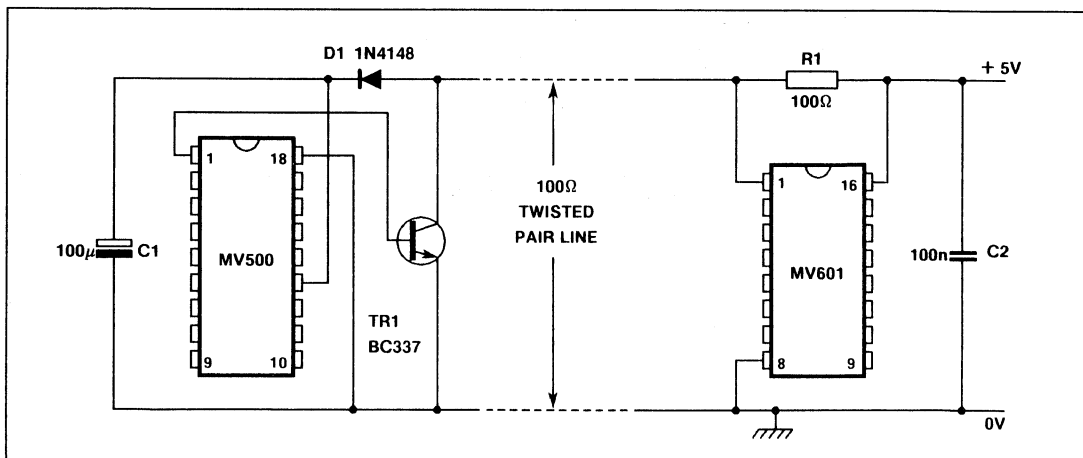 D1 1N4148
R1
100Ω
+ 5V
1
18
1
16
100Ω
TWISTED
PAIR LINE
100μ
C1
MV500
MV601
100n
C2
TR1
BC337
9
10
8
9
0V